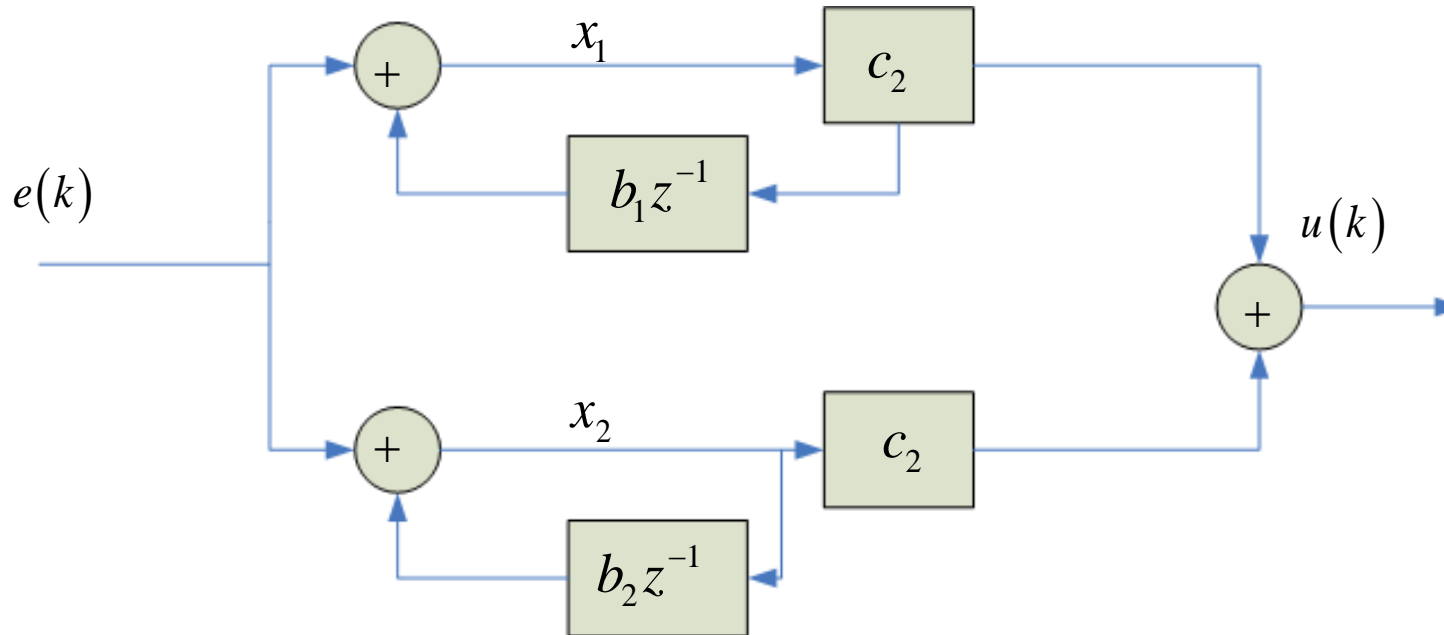 x₁
+
c₂
b₁z⁻¹
e(k)
u(k)
+
x₂
+
c₂
b₂z⁻¹